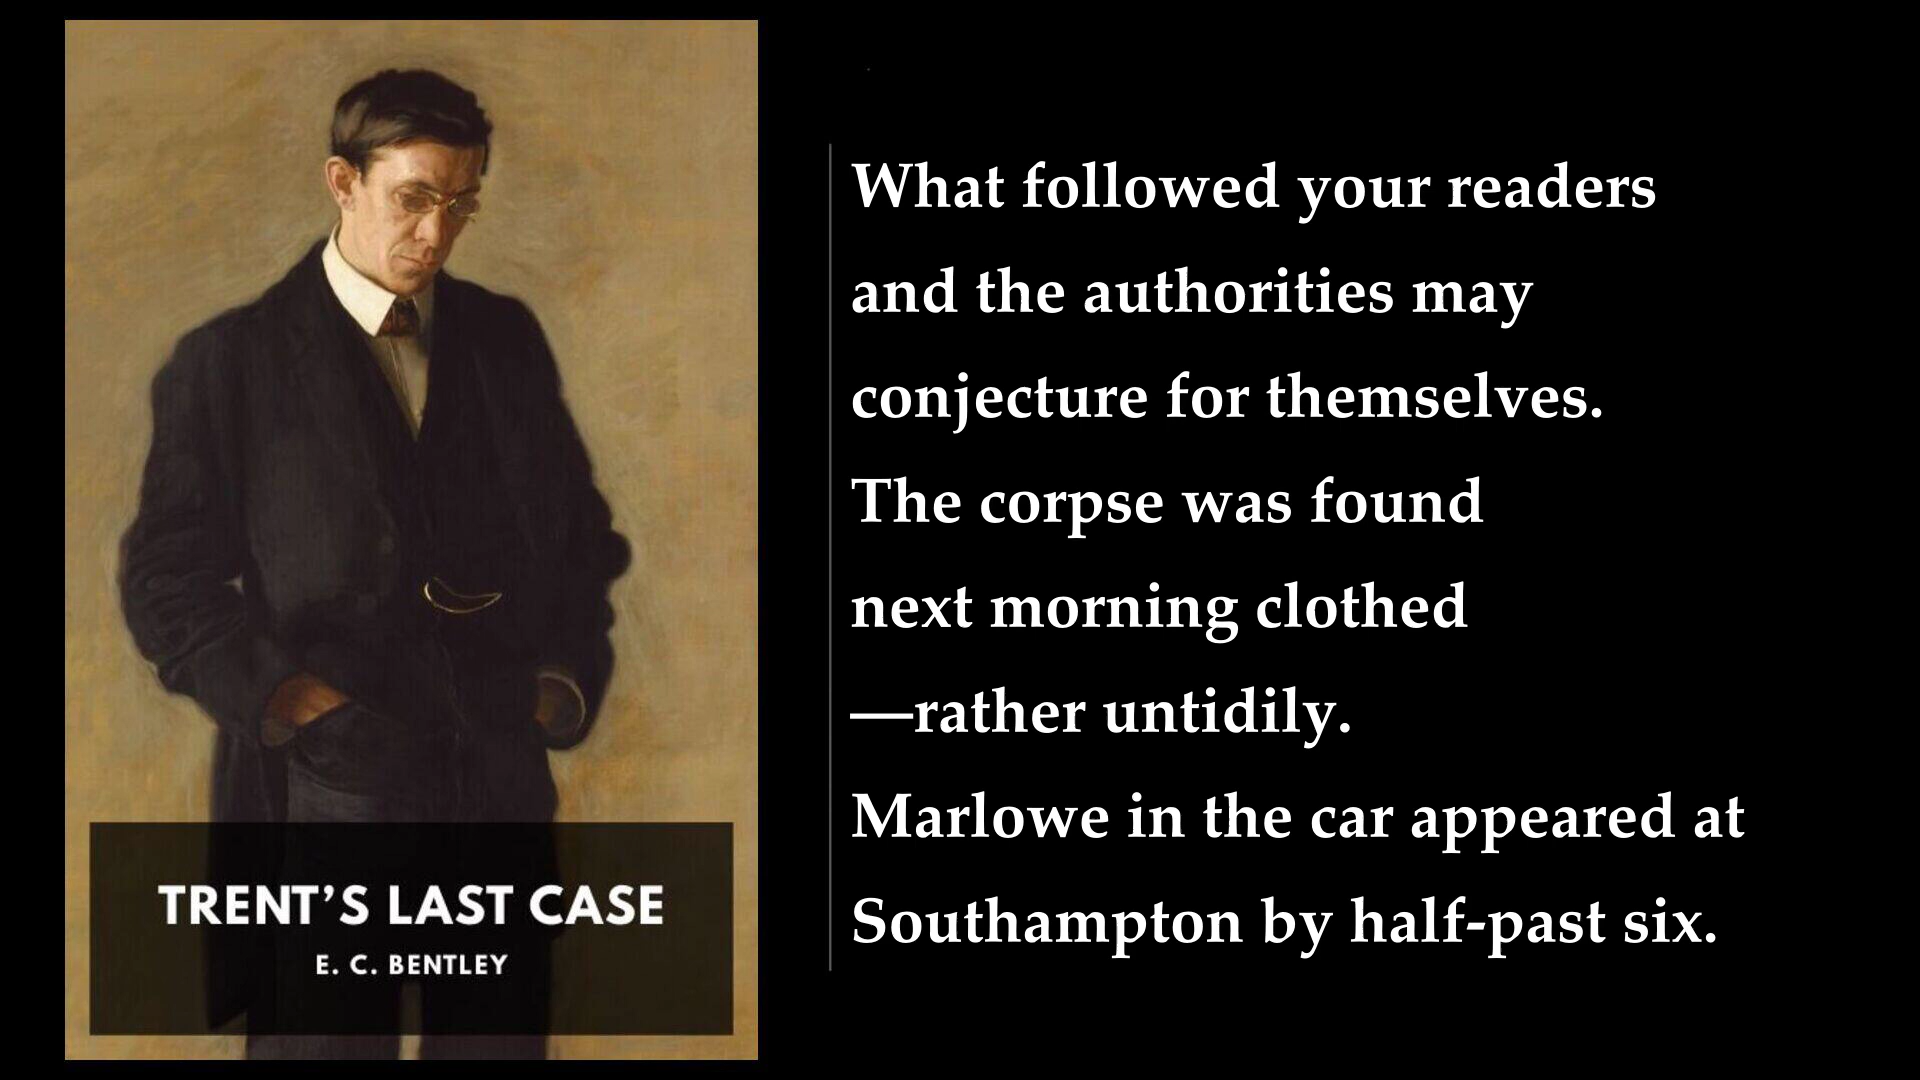 TRENT’S LAST CASE
E. C. BENTLEY
What followed your readers
and the authorities may
conjecture for themselves.
The corpse was found
next morning clothed
—rather untidily.
Marlowe in the car appeared at
Southampton by half-past six.